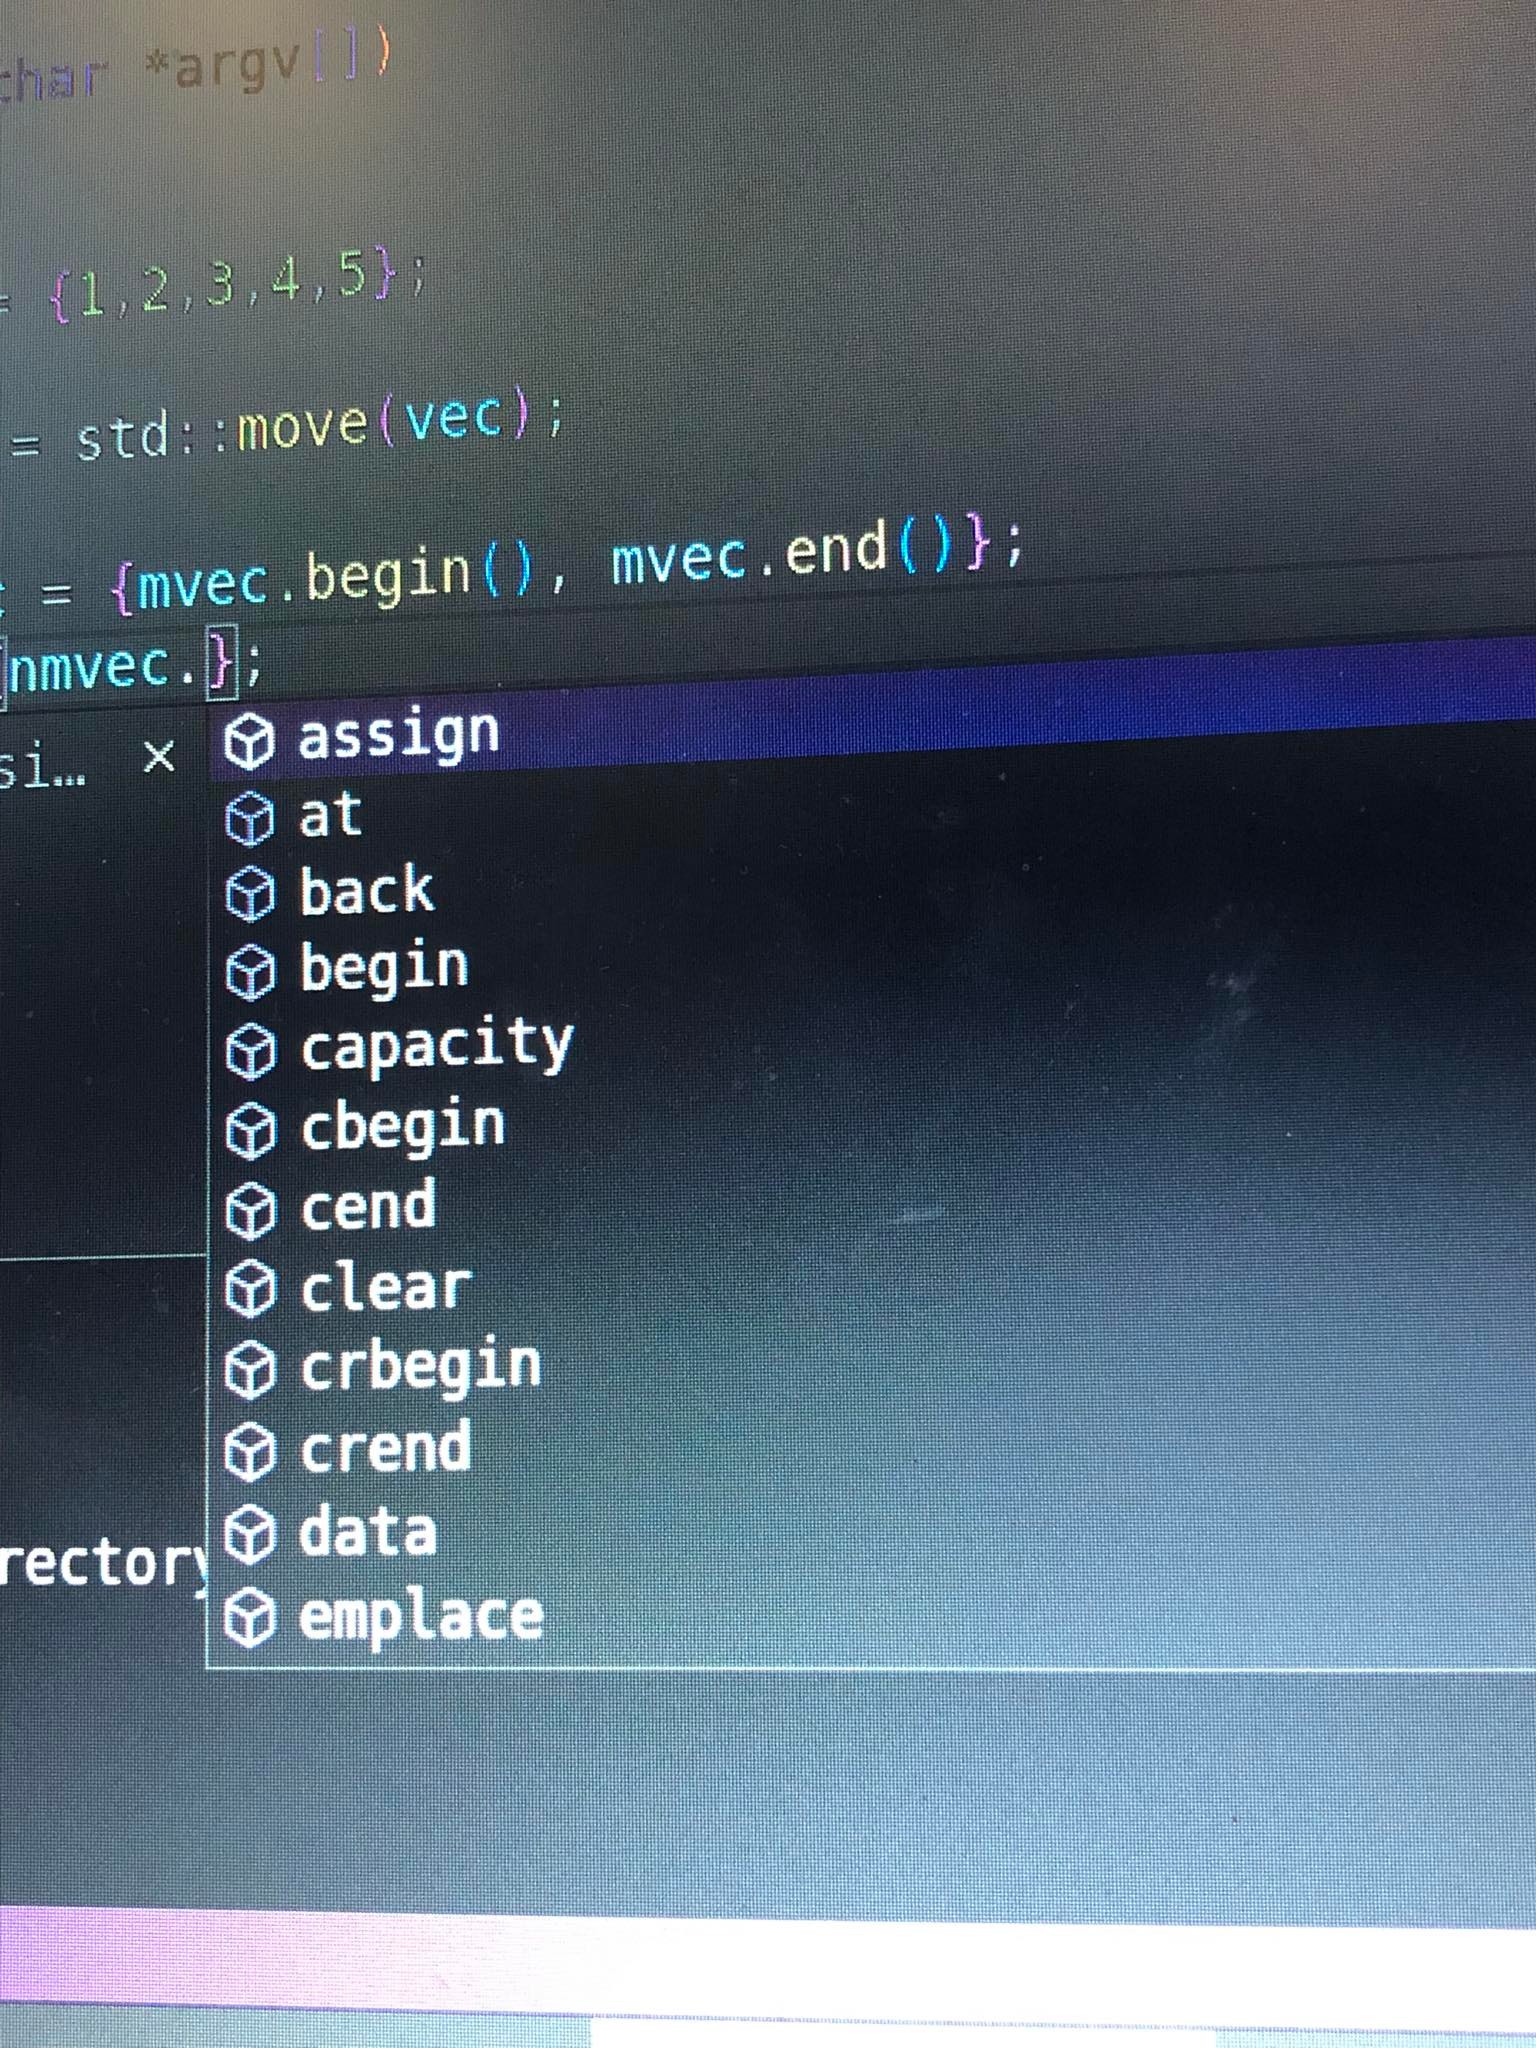 char *argv[])
= {1,2,3,4,5};
= std::move(vec);
= {mvec.begin(), mvec.end()};
nmvec.};
si… ×
assign
at
back
begin
capacity
cbegin
cend
clear
crbegin
crend
data
rectory
emplace